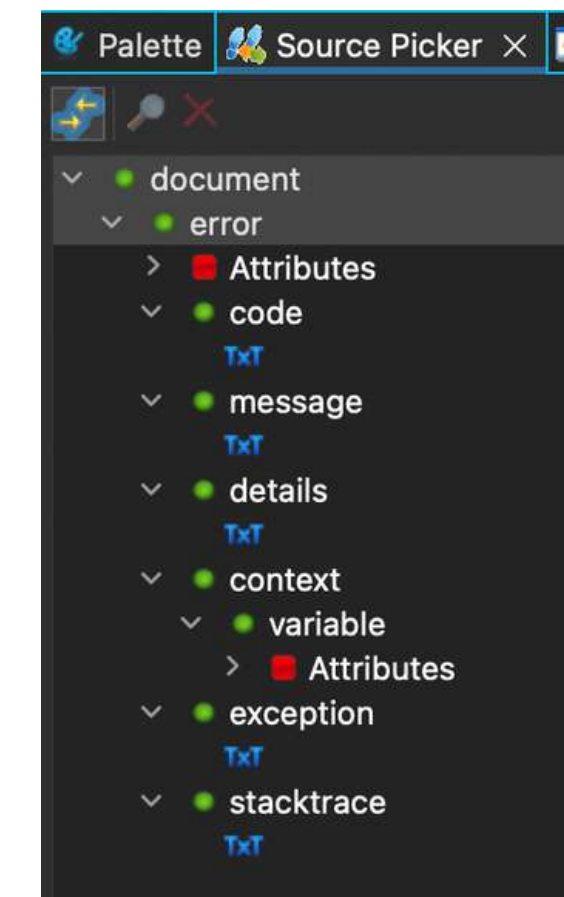 Palette Source Picker
document
error
Attributes
code
TxT
message
TxT
details
TxT
context
variable
Attributes
exception
TxT
stacktrace
TxT